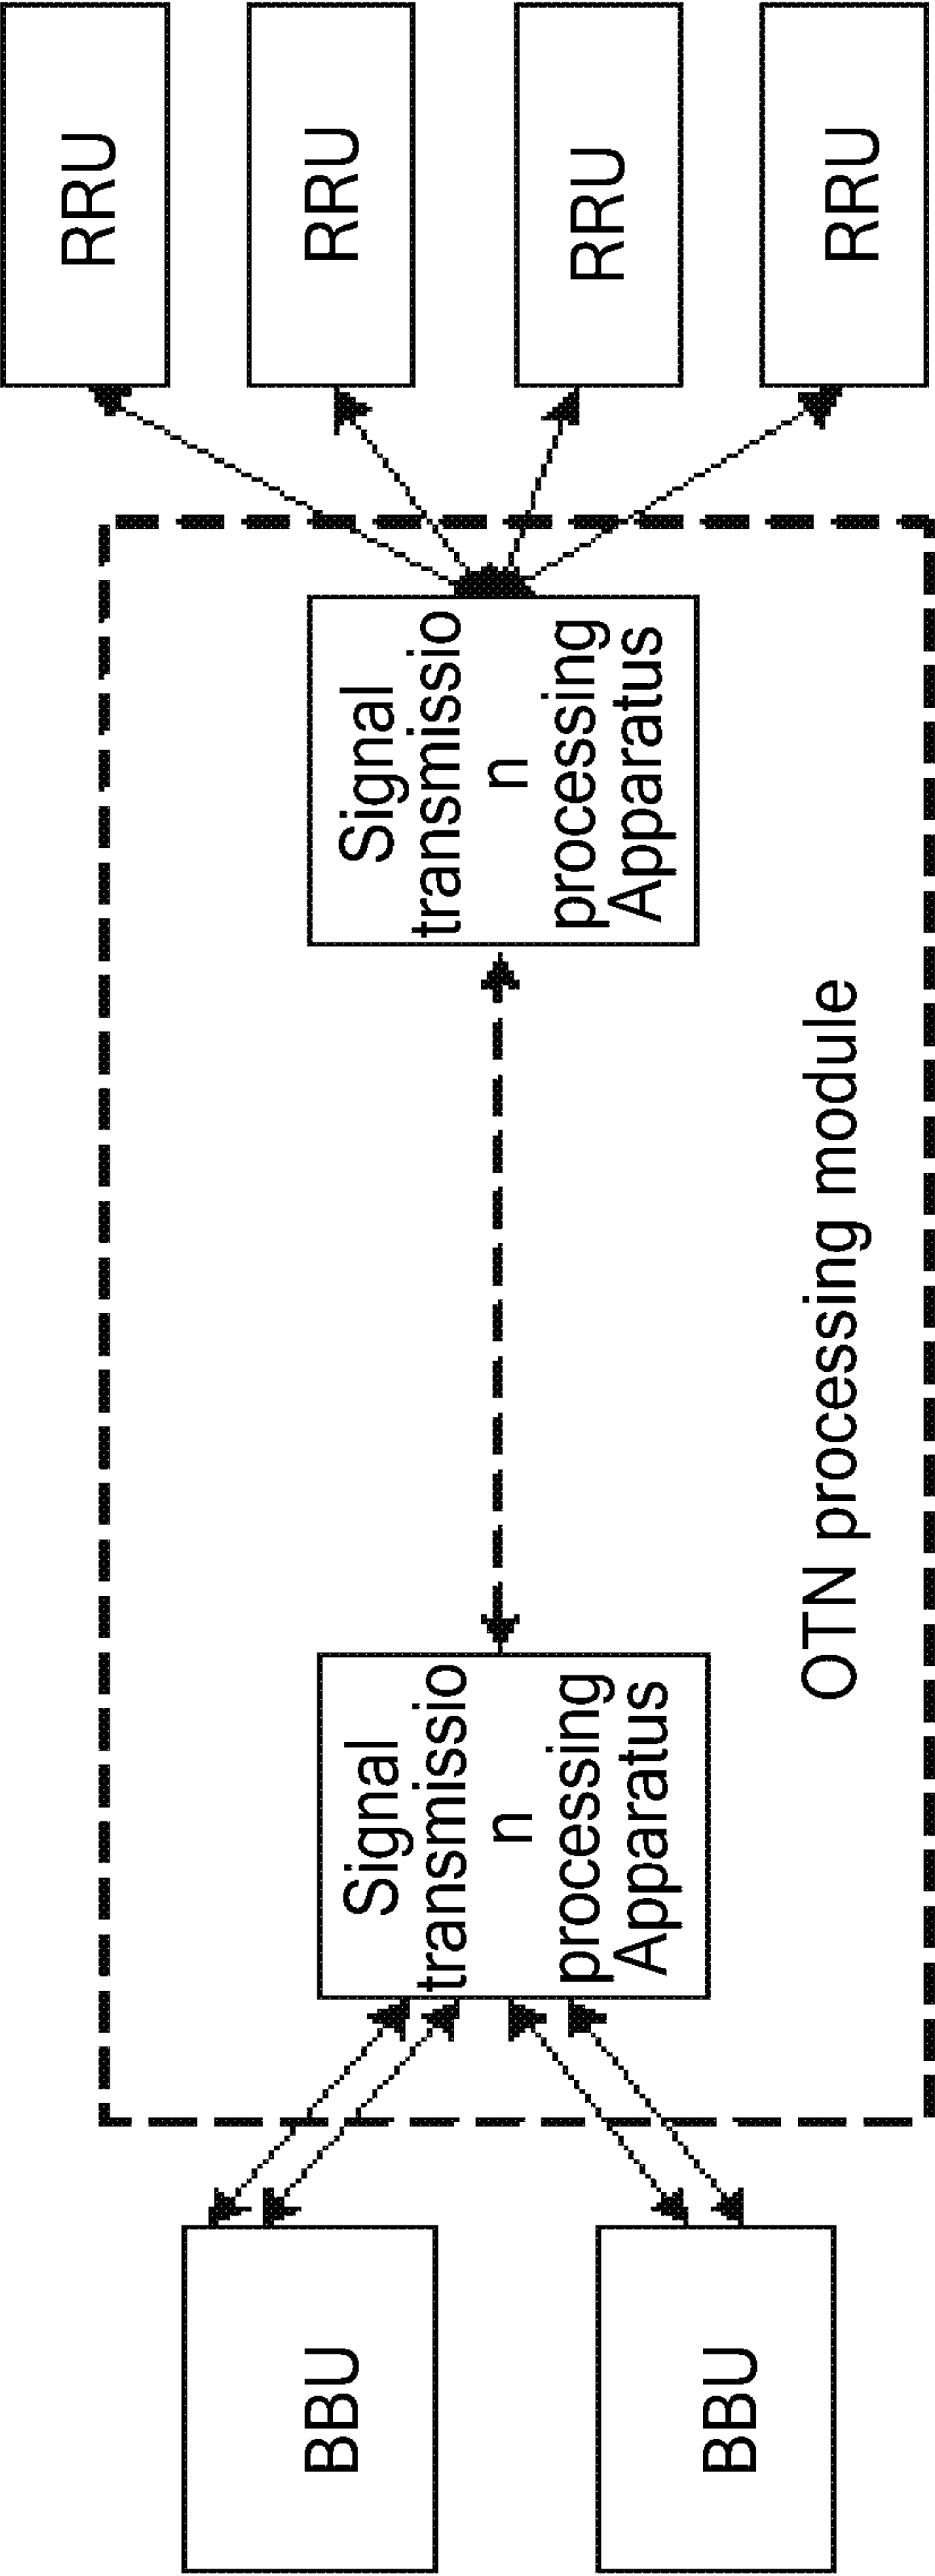 BBU
BBU
Signal
transmissio
n
processing
Apparatus
Signal
transmissio
n
processing
Apparatus
OTN processing module
RRU
RRU
RRU
RRU